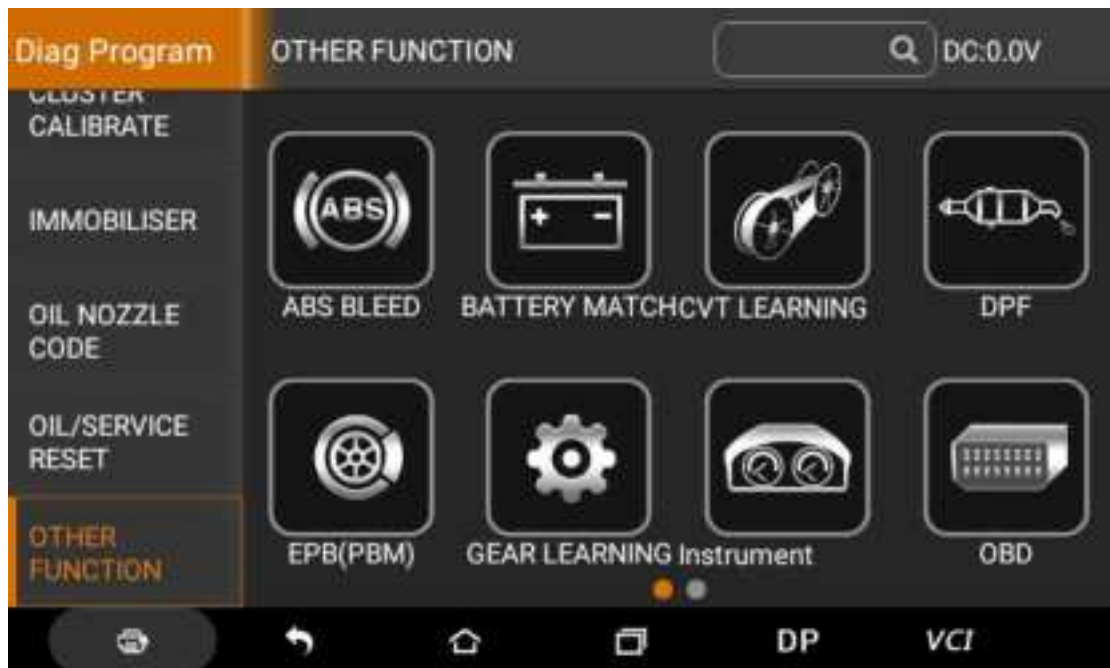 Diag Program
OTHER FUNCTION
DC:0.0V
CLUSTER
CALIBRATE
IMMOBILISER
OIL NOZZLE
CODE
OIL/SERVICE
RESET
OTHER
FUNCTION
ABS
ABS BLEED
+ -
BATTERY MATCH
CVT LEARNING
DPF
EPB(PBM)
GEAR LEARNING
Instrument
OBD
DP
VCI